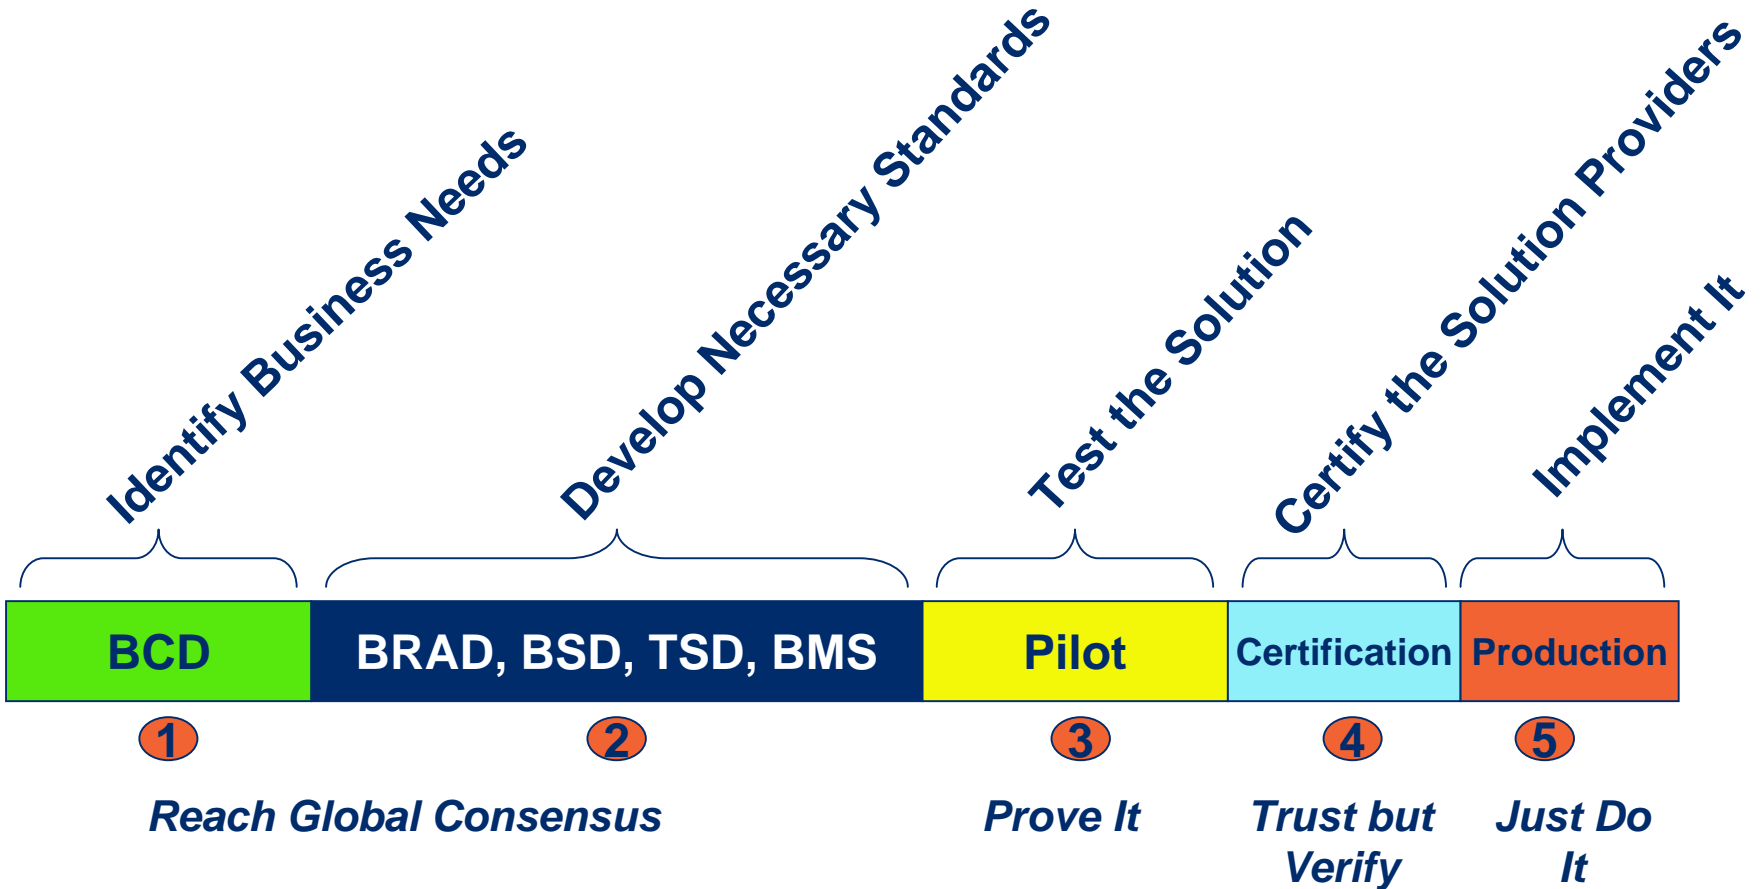 Identify Business Needs
Develop Necessary Standards
Test the Solution
Certify the Solution Providers
Implement It
BCD
BRAD, BSD, TSD, BMS
Pilot
Certification
Production
1
2
3
4
5
Reach Global Consensus
Prove It
Trust but
Verify
Just Do
It